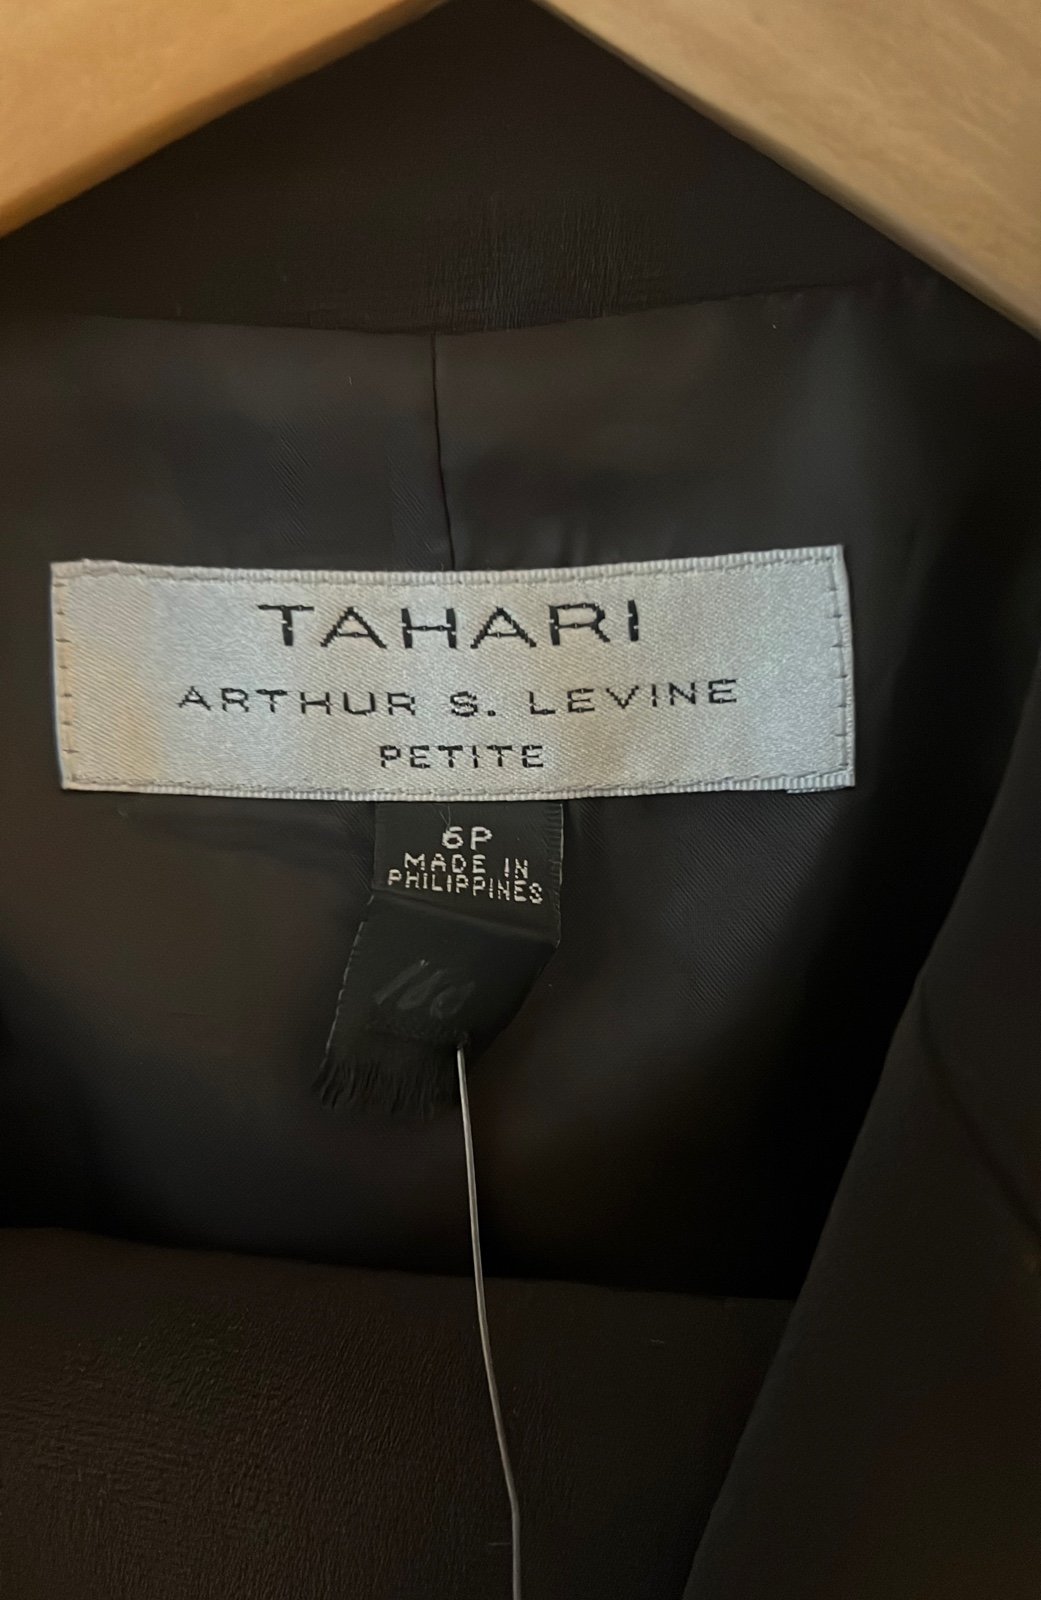 TAHARI
ARTHUR S. LEVINE
PETITE
6P
MADE IN
PHILIPPINES